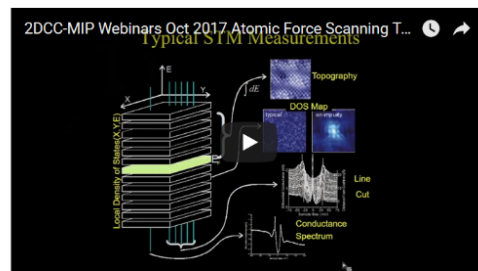 2DCC-MIP Webinars Oct 2017 Atomic Force Scanning T...
Typical STM Measurements
E
X
Y
∫dE
Topography
DOS Map
typical
Local Density of States(X,Y,E)
E
Line
Cut
Conductance
Spectrum